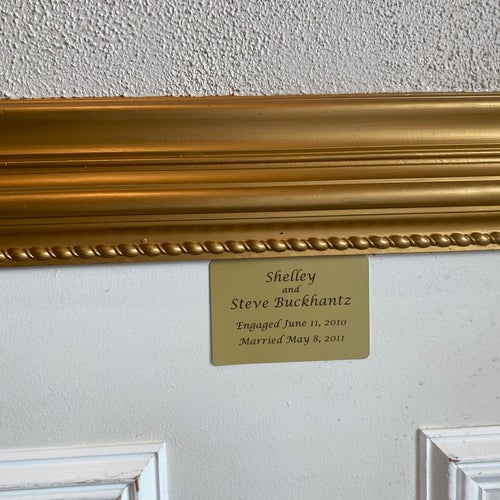 Shelley
and
Steve Buckhantz
Engaged June 11, 2010
Married May 8, 2011